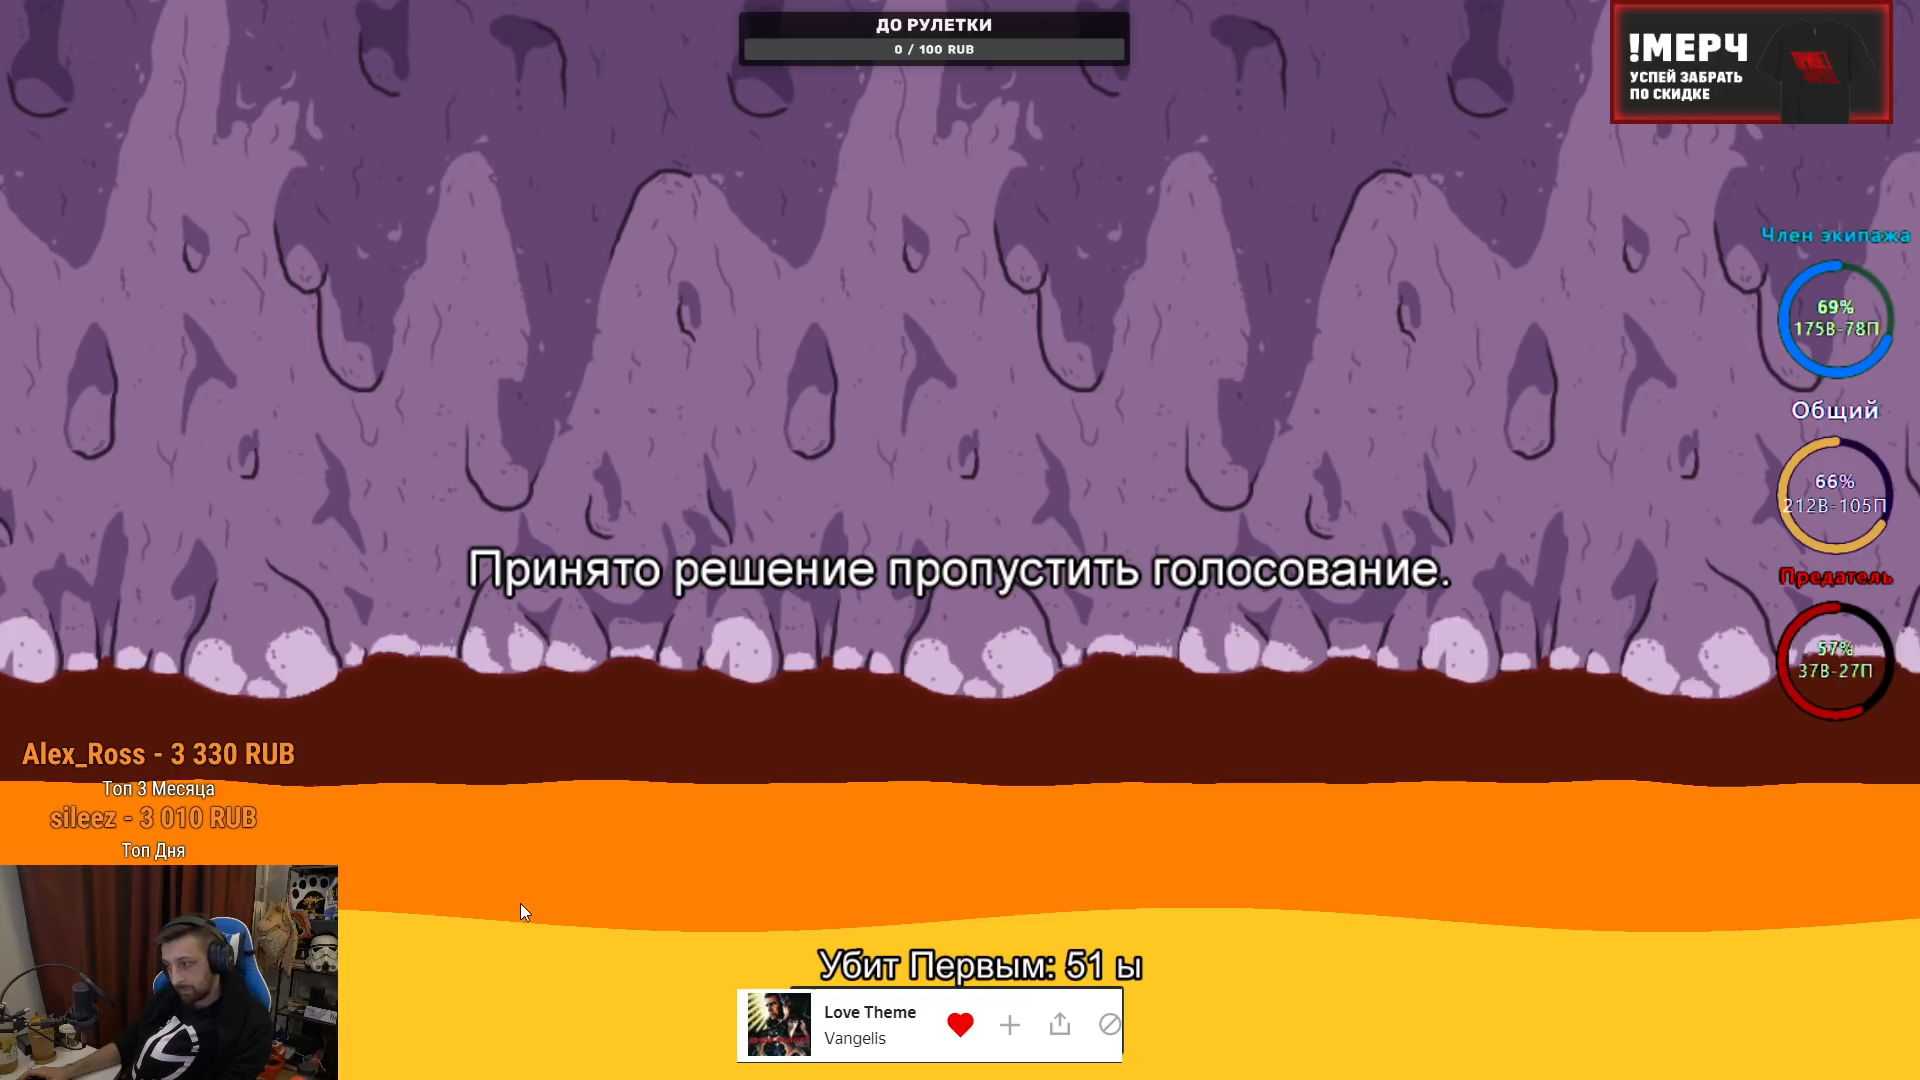 ДО РУЛЕТКИ
0 / 100 RUB
!МЕРЧ
УСПЕЙ ЗАБРАТЬ
ПО СКИДКЕ
Член экипажа
69%
175В-78П
Общий
66%
212В-105П
Предатель
57%
37В-27П
Принято решение пропустить голосование.
Alex_Ross - 3 330 RUB
Топ 3 Месяца
sileez - 3 010 RUB
Топ Дня
Убит Первым: 51 ы
Love Theme
Vangelis